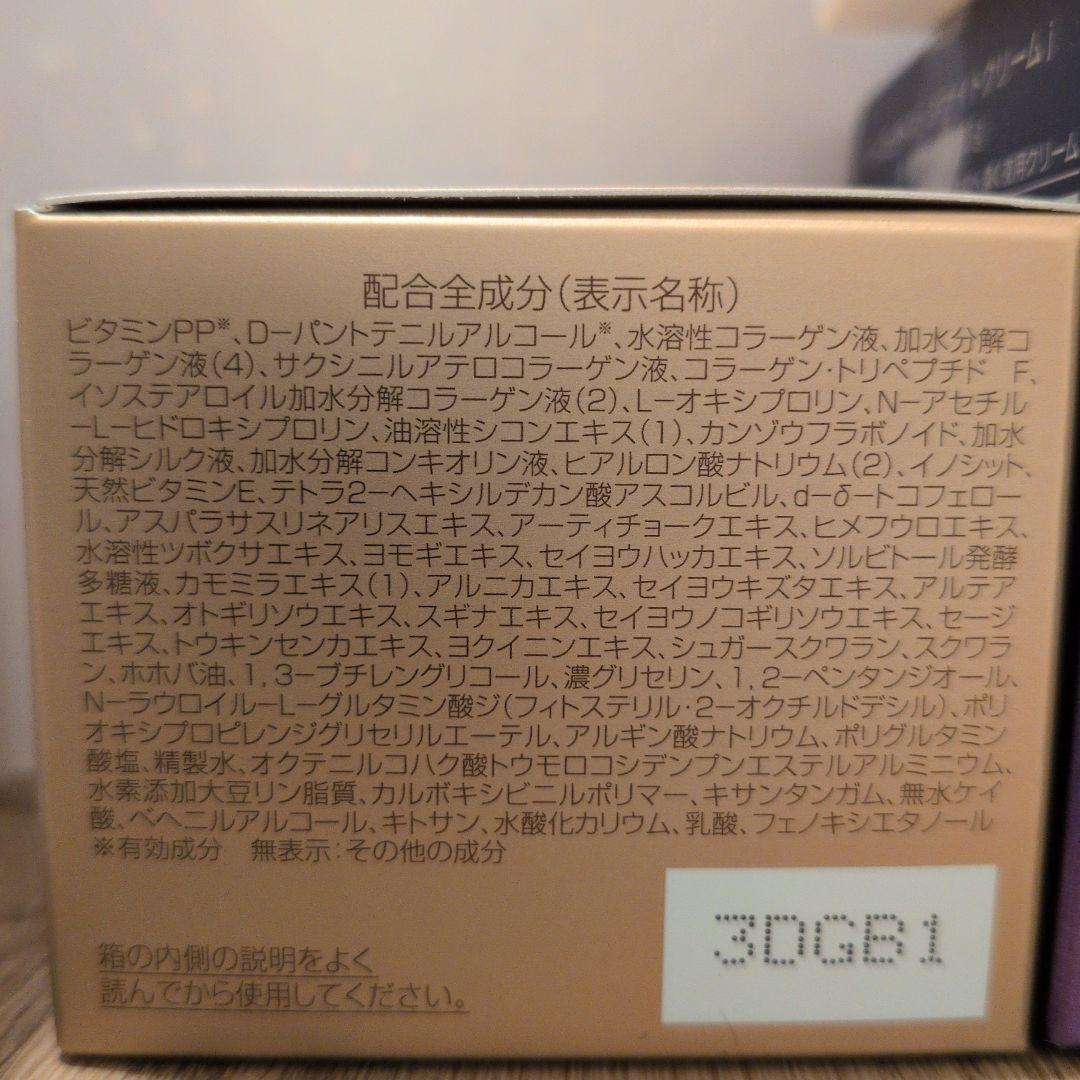 配合全成分(表示名称)
ビタミンPP※、D-パントテニルアルコール※、水溶性コラーゲン液、加水分解コ
ラーゲン液(4)、サクシニルアテロコラーゲン液、コラーゲン・トリペプチド F、
イソステアロイル加水分解コラーゲン液(2)、L-オキシプロリン、N-アセチル
-L-ヒドロキシプロリン、油溶性シコンエキス(1)、カンゾウフラボノイド、加水
分解シルク液、加水分解コンキオリン液、ヒアルロン酸ナトリウム(2)、イノシット、
天然ビタミンE、テトラ2-ヘキシルデカン酸アスコルビル、d-δ-トコフェロー
ル、アスパラサスリネアリスエキス、アーティチョークエキス、ヒメフウロエキス、
水溶性ツボクサエキス、ヨモギエキス、セイヨウハッカエキス、ソルビトール発酵
多糖液、カモミラエキス(1)、アルニカエキス、セイヨウキズタエキス、アルテア
エキス、オトギリソウエキス、スギナエキス、セイヨウノコギリソウエキス、セージ
エキス、トウキンセンカエキス、ヨクイニンエキス、シュガースクワラン、スクワラ
ン、ホホバ油、1,3-ブチレングリコール、濃グリセリン、1,2-ペンタンジオール、
N-ラウロイル-L-グルタミン酸ジ(フィトステリル・2-オクチルドデシル)、ポリ
オキシプロピレンジグリセリルエーテル、アルギン酸ナトリウム、ポリグルタミン
酸塩、精製水、オクテニルコハク酸トウモロコシデンプンエステルアルミニウム、
水素添加大豆リン脂質、カルボキシビニルポリマー、キサンタンガム、無水ケイ
酸、ベヘニルアルコール、キトサン、水酸化カリウム、乳酸、フェノキシエタノール
※有効成分 無表示:その他の成分
箱の内側の説明をよく
読んでから使用してください。
3DGB1